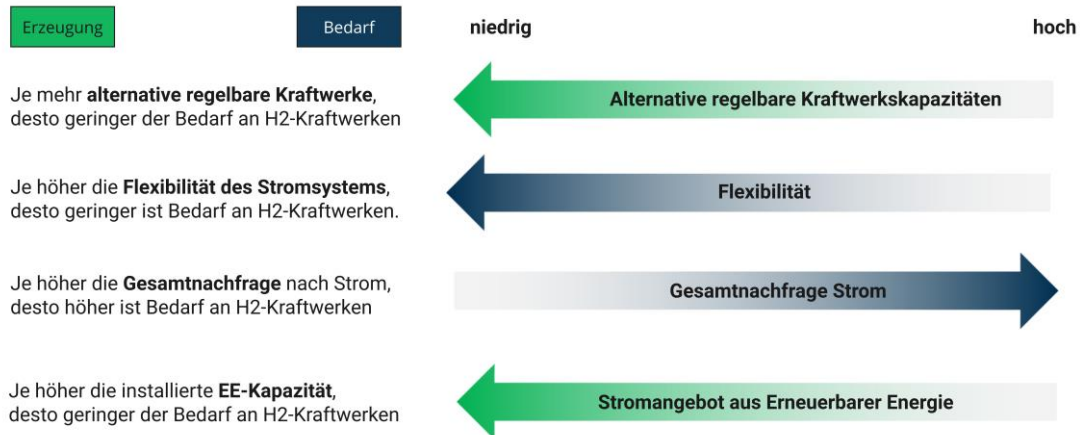 Erzeugung
Bedarf
niedrig
hoch
Je mehr alternative regelbare Kraftwerke,
desto geringer der Bedarf an H2-Kraftwerken
Alternative regelbare Kraftwerkskapazitäten
Je höher die Flexibilität des Stromsystems,
desto geringer ist Bedarf an H2-Kraftwerken.
Flexibilität
Je höher die Gesamtnachfrage nach Strom,
desto höher ist Bedarf an H2-Kraftwerken
Gesamtnachfrage Strom
Je höher die installierte EE-Kapazität,
desto geringer der Bedarf an H2-Kraftwerken
Stromangebot aus Erneuerbarer Energie